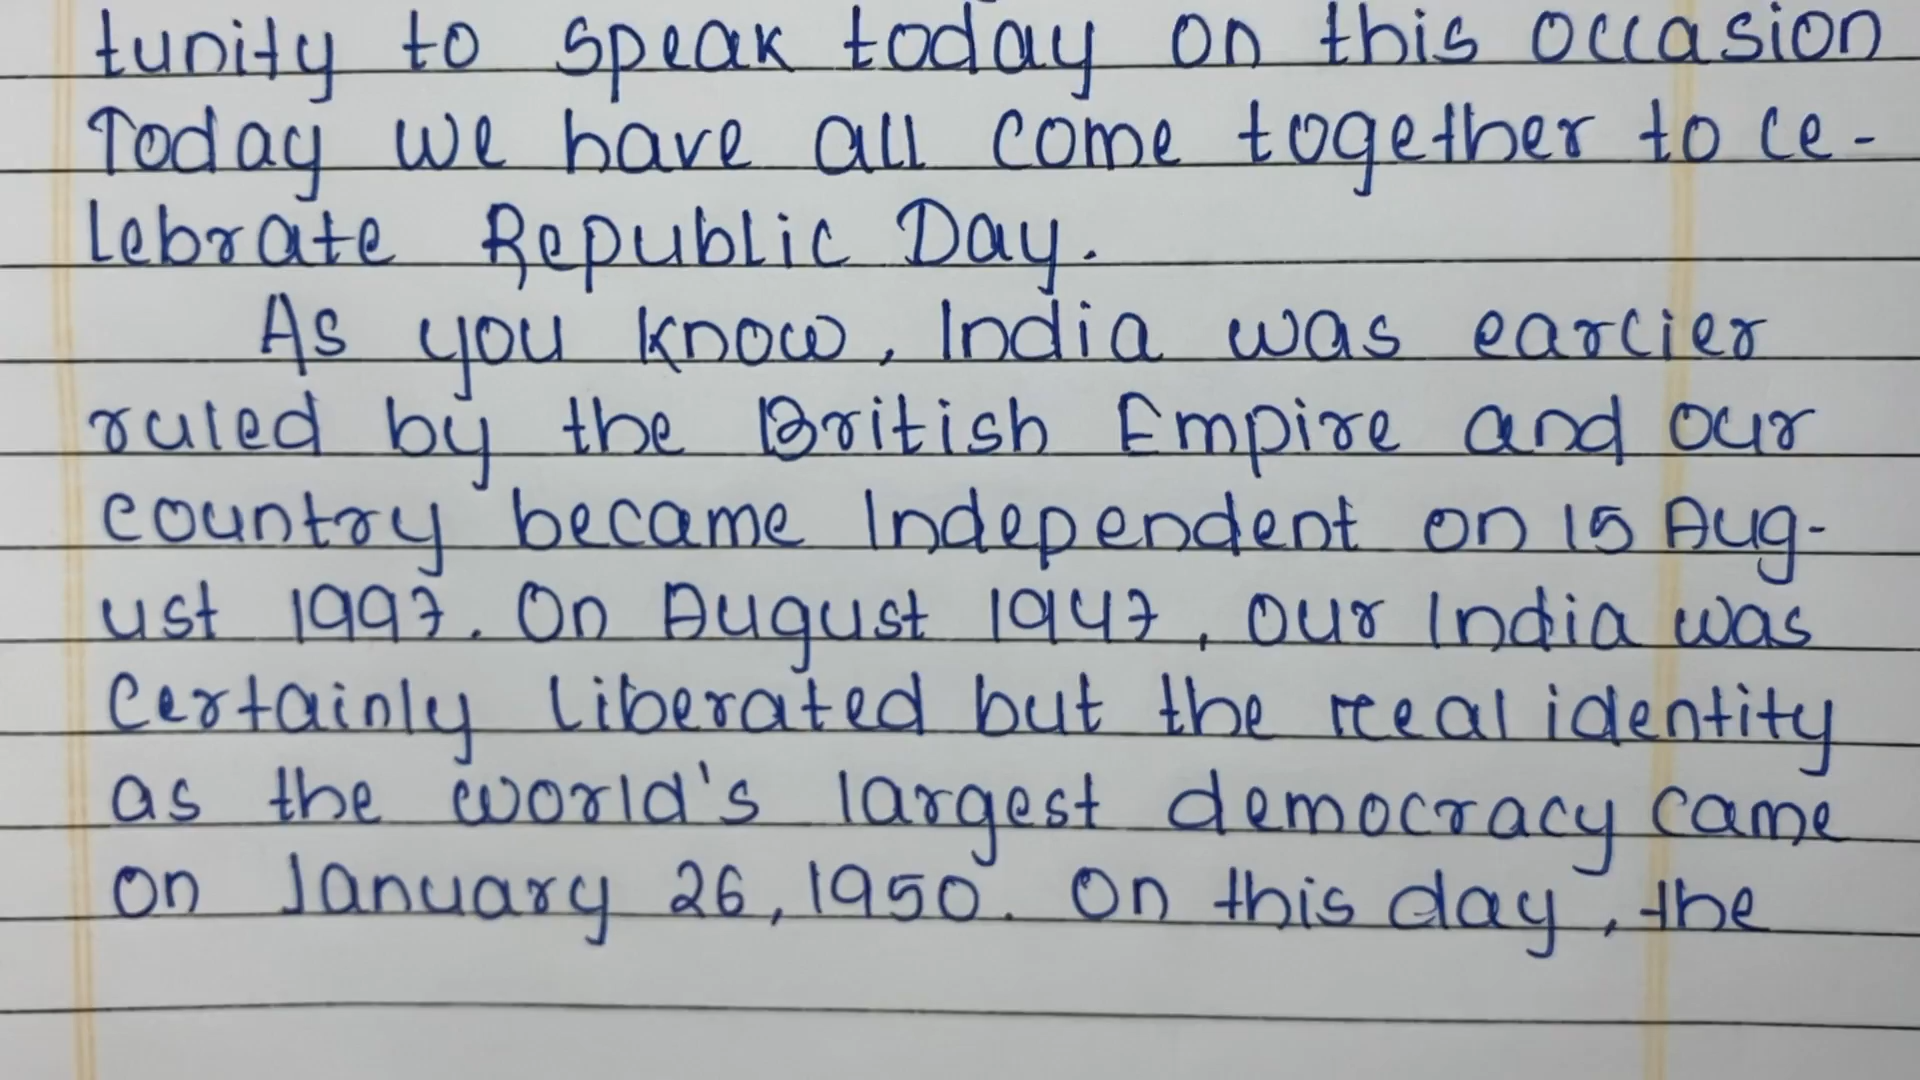 tunity to speak today on this occasion
Today we have all come together to ce-
lebrate Republic Day.
As you know, India was earcier
ruled by the British Empire and our
country became Independent on 15 Aug-
ust 1997. On August 1947, our India was
Certainly liberated but the real identity
as the world's largest democracy came
on January 26, 1950. On this day, the